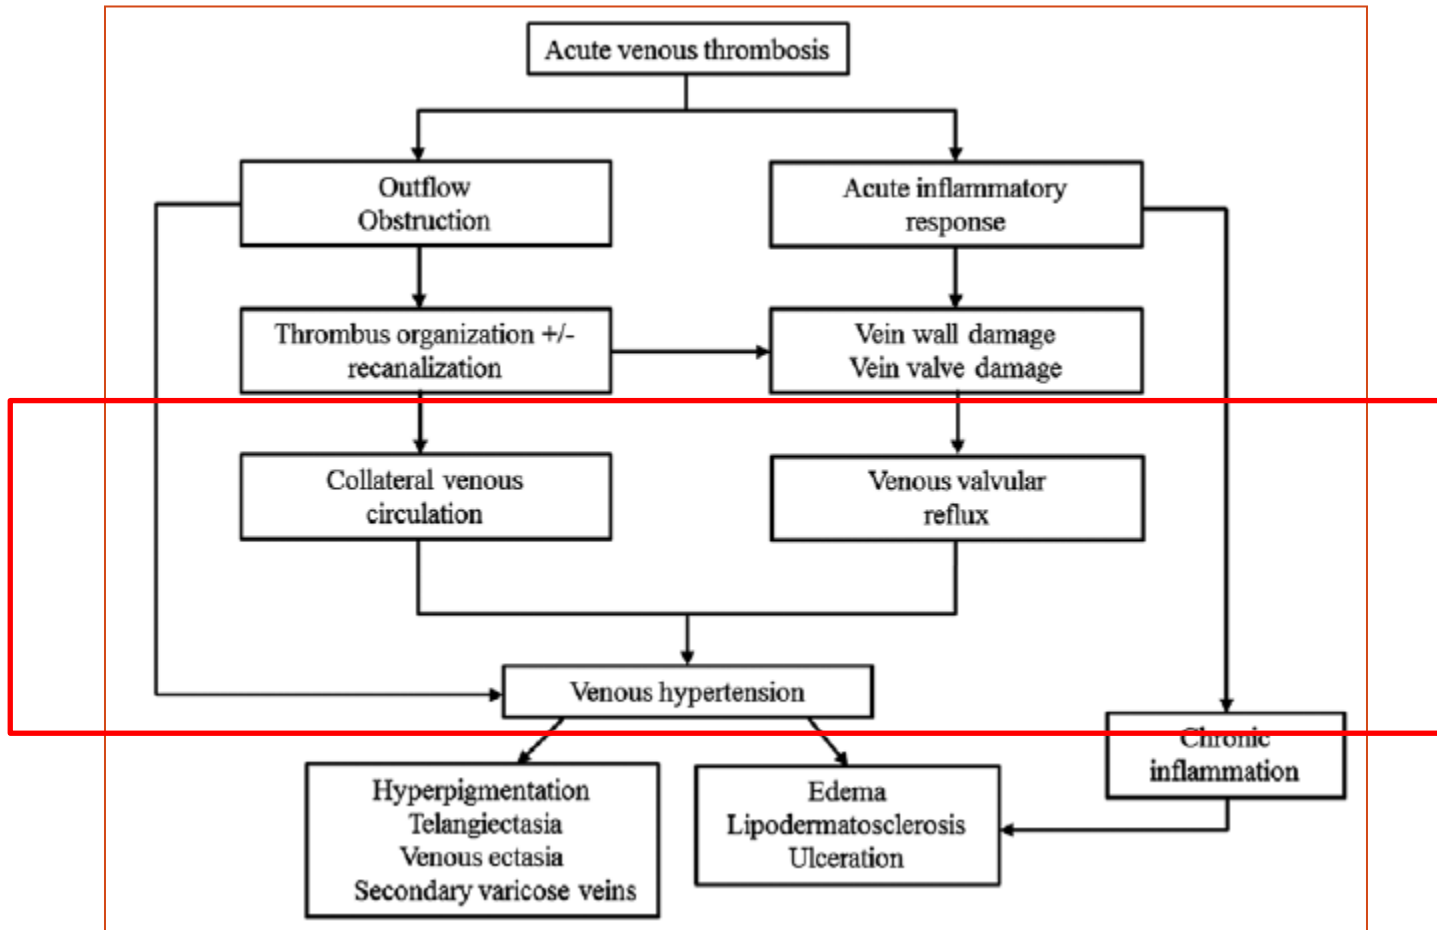 Acute venous thrombosis
Outflow
Obstruction
Acute inflammatory
response
Thrombus organization +/-
recanalization
Vein wall damage
Vein valve damage
Collateral venous
circulation
Venous valvular
reflux
Venous hypertension
Chronic
inflammation
Hyperpigmentation
Telangiectasia
Venous ectasia
Secondary varicose veins
Edema
Lipodermatosclerosis
Ulceration